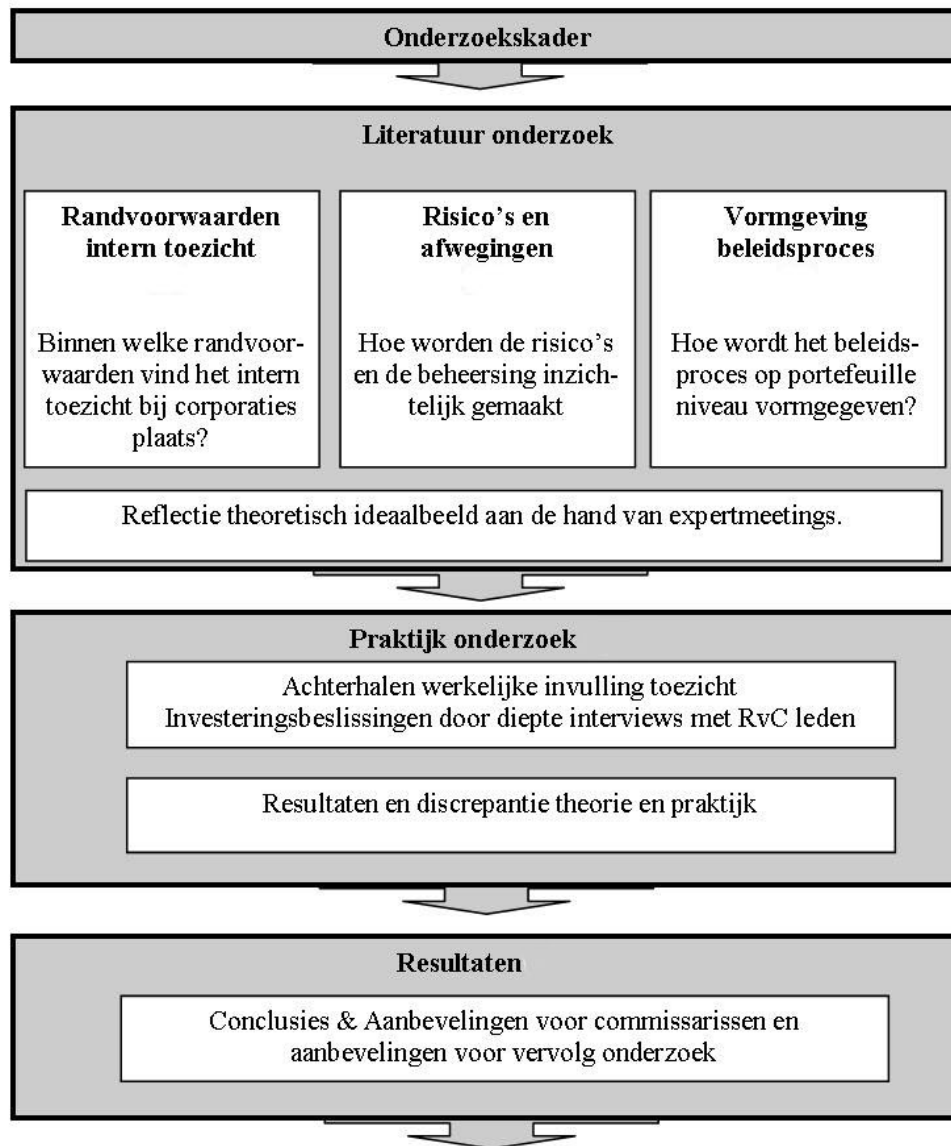 Onderzoekskader
Literatuur onderzoek
Randvoorwaarden
intern toezicht
Binnen welke randvoor-
waarden vind het intern
toezicht bij corporaties
plaats?
Risico's en
afwegingen
Hoe worden de risico's
en de beheersing inzich-
telijk gemaakt
Vormgeving
beleidsproces
Hoe wordt het beleids-
proces op portefeuille
niveau vormgegeven?
Reflectie theoretisch ideaalbeeld aan de hand van expertmeetings.
Praktijk onderzoek
Achterhalen werkelijke invulling toezicht
Investeringsbeslissingen door diepte interviews met RvC leden
Resultaten en discrepantie theorie en praktijk
Resultaten
Conclusies & Aanbevelingen voor commissarissen en
aanbevelingen voor vervolg onderzoek